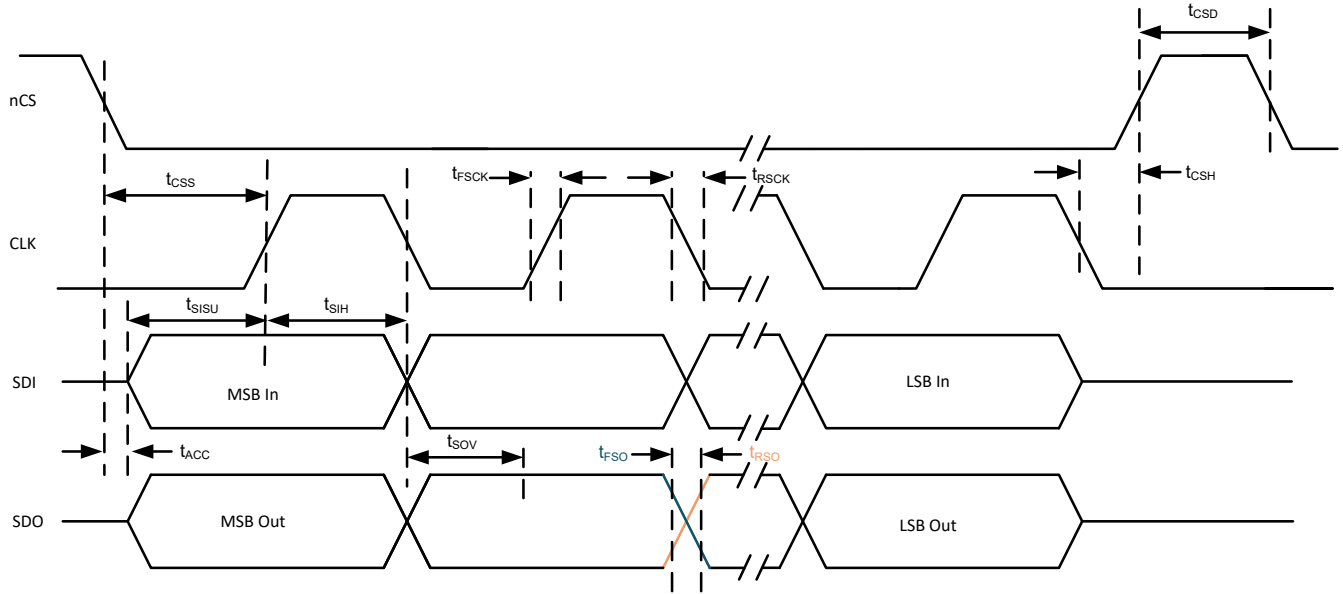 tCSD
nCS
tCSS
tFSCK
tRSCK
tCSH
CLK
tSISU
tSIH
SDI
MSB In
LSB In
tACC
tSOV
tFSO
tRSO
SDO
MSB Out
LSB Out